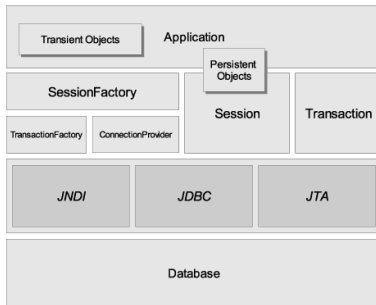 Transient Objects
Application
Persistent
Objects
SessionFactory
Session
Transaction
TransactionFactory
ConnectionProvider
JNDI
JDBC
JTA
Database